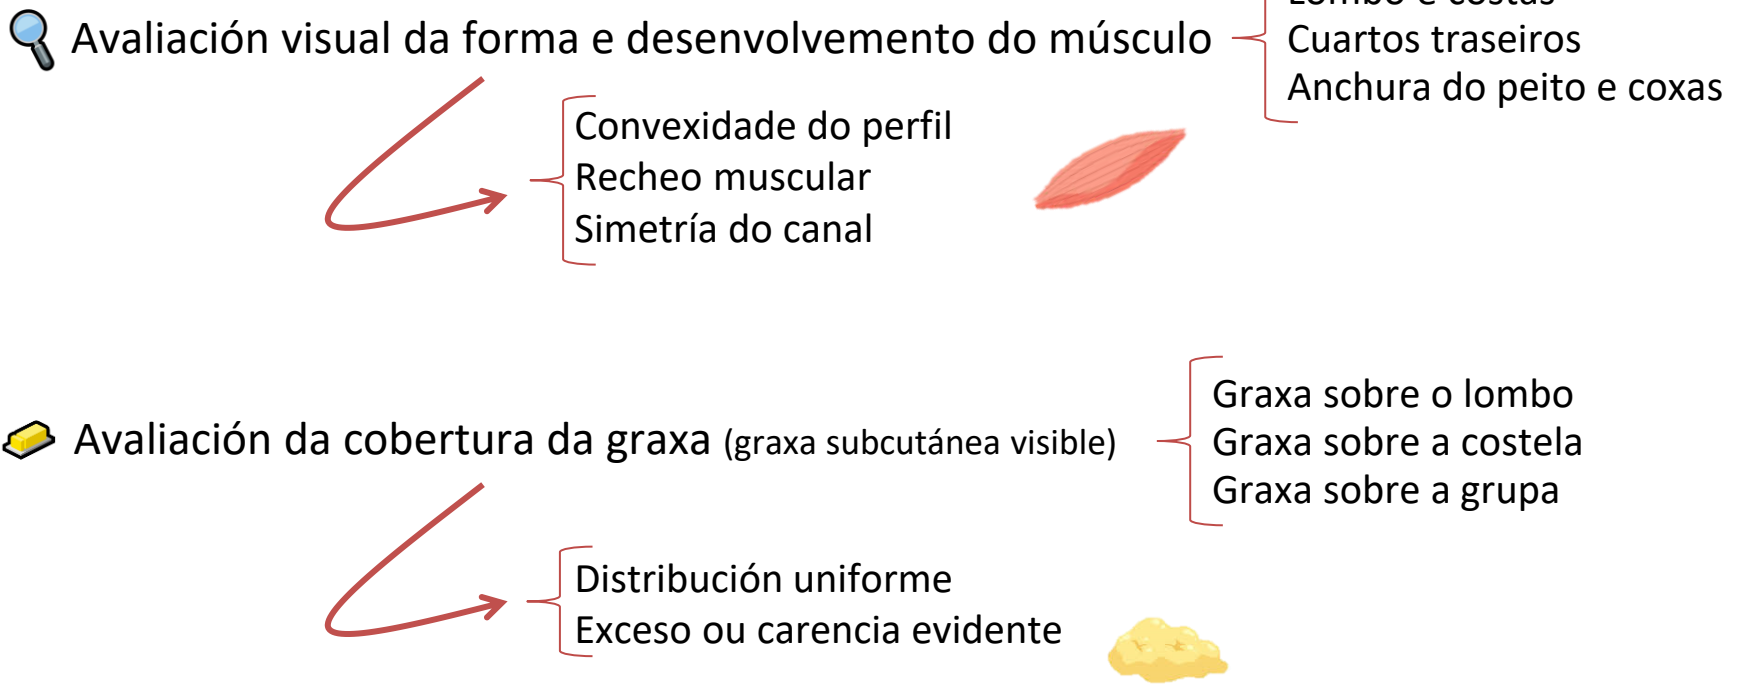 Avaliación visual da forma e desenvolvemento do músculo
Lombo e costas
Cuartos traseiros
Anchura do peito e coxas
Convexidade do perfil
Recheo muscular
Simetría do canal
Avaliación da cobertura da graxa (graxa subcutánea visible)
Graxa sobre o lombo
Graxa sobre a costela
Graxa sobre a grupa
Distribución uniforme
Exceso ou carencia evidente